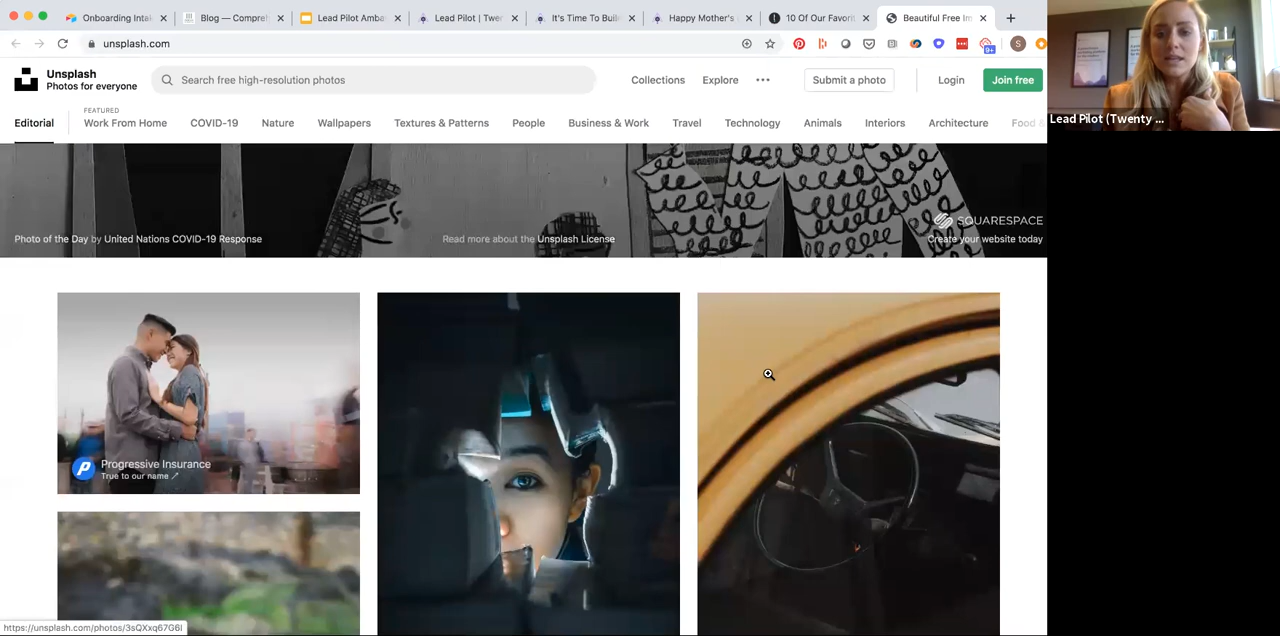 Onboarding Intak
Blog — Compreh
Lead Pilot Amba
Lead Pilot | Twen
It's Time To Buil
Happy Mother's
10 Of Our Favori
Beautiful Free Im
unsplash.com
9+
S
Unsplash
Photos for everyone
Search free high-resolution photos
Collections
Explore
Submit a photo
Login
Join free
Lead Pilot (Twenty ...
Editorial
FEATURED
Work From Home
COVID-19
Nature
Wallpapers
Textures & Patterns
People
Business & Work
Travel
Technology
Animals
Interiors
Architecture
Food &
SQUARESPACE
Photo of the Day by United Nations COVID-19 Response
Read more about the Unsplash License
Create your website today
Progressive Insurance
True to our name
https://unsplash.com/photos/3sQXxq67G6I